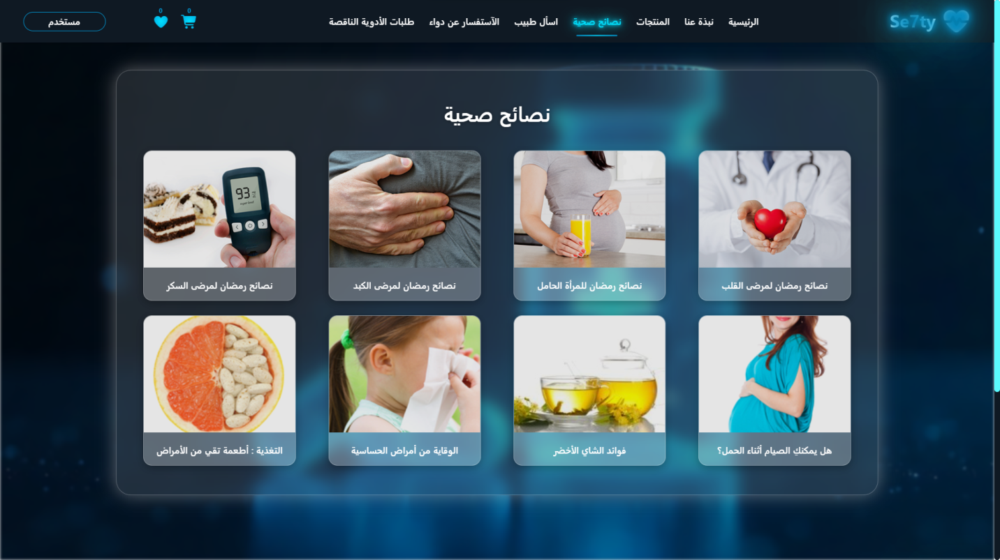 Se7ty
الرئيسية
نبذة عنا
المنتجات
نصائح صحية
اسأل طبيب
الآستفسار عن دواء
طلبات الأدوية الناقصة
0
0
مستخدم
نصائح صحية
نصائح رمضان لمرضى القلب
نصائح رمضان للمرأة الحامل
نصائح رمضان لمرضى الكبد
93
نصائح رمضان لمرضى السكر
هل يمكنكِ الصيام أثناء الحمل؟
فوائد الشاي الأخضر
الوقاية من أمراض الحساسية
التغذية : أطعمة تقي من الأمراض